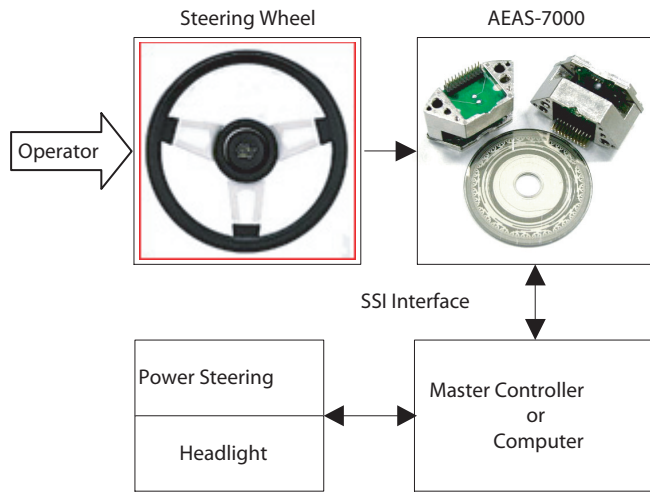 Steering Wheel
AEAS-7000
Operator
SSI Interface
Power Steering
Headlight
Master Controller
or
Computer